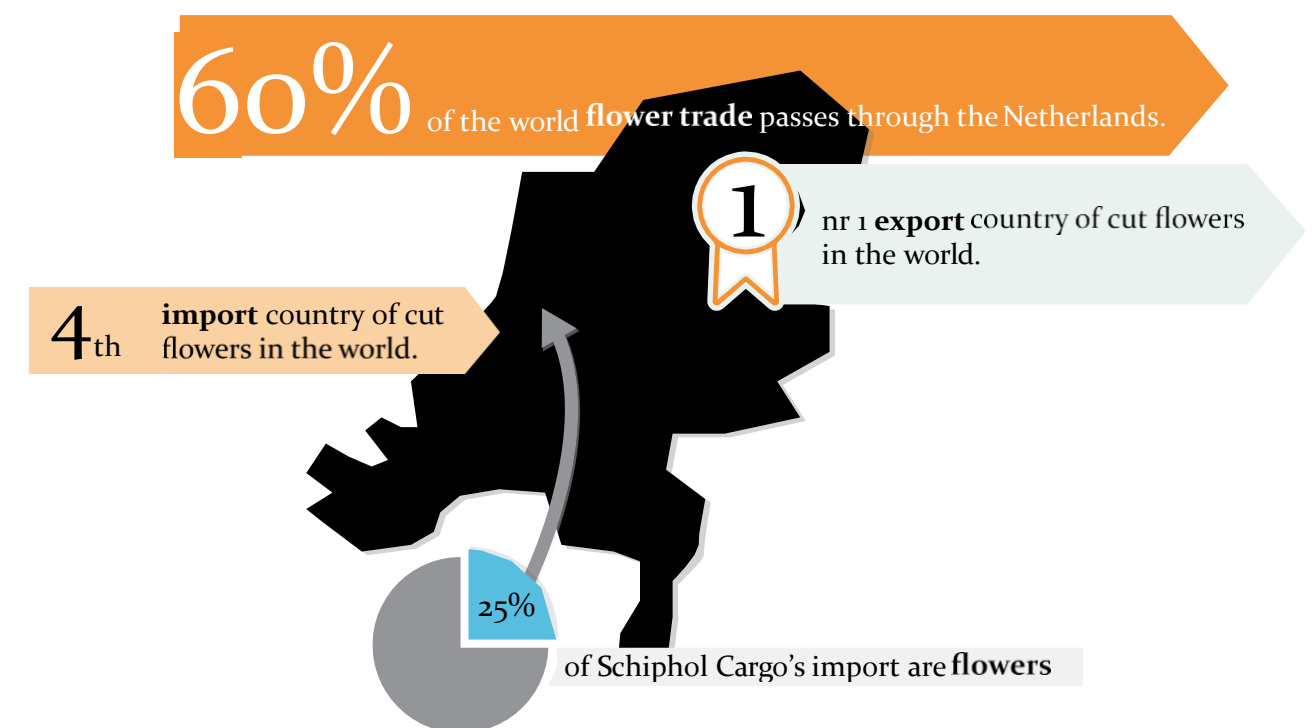 60% of the world flower trade passes through the Netherlands.
1
nr 1 export country of cut flowers
in the world.
4th
import country of cut
flowers in the world.
25%
of Schiphol Cargo’s import are flowers